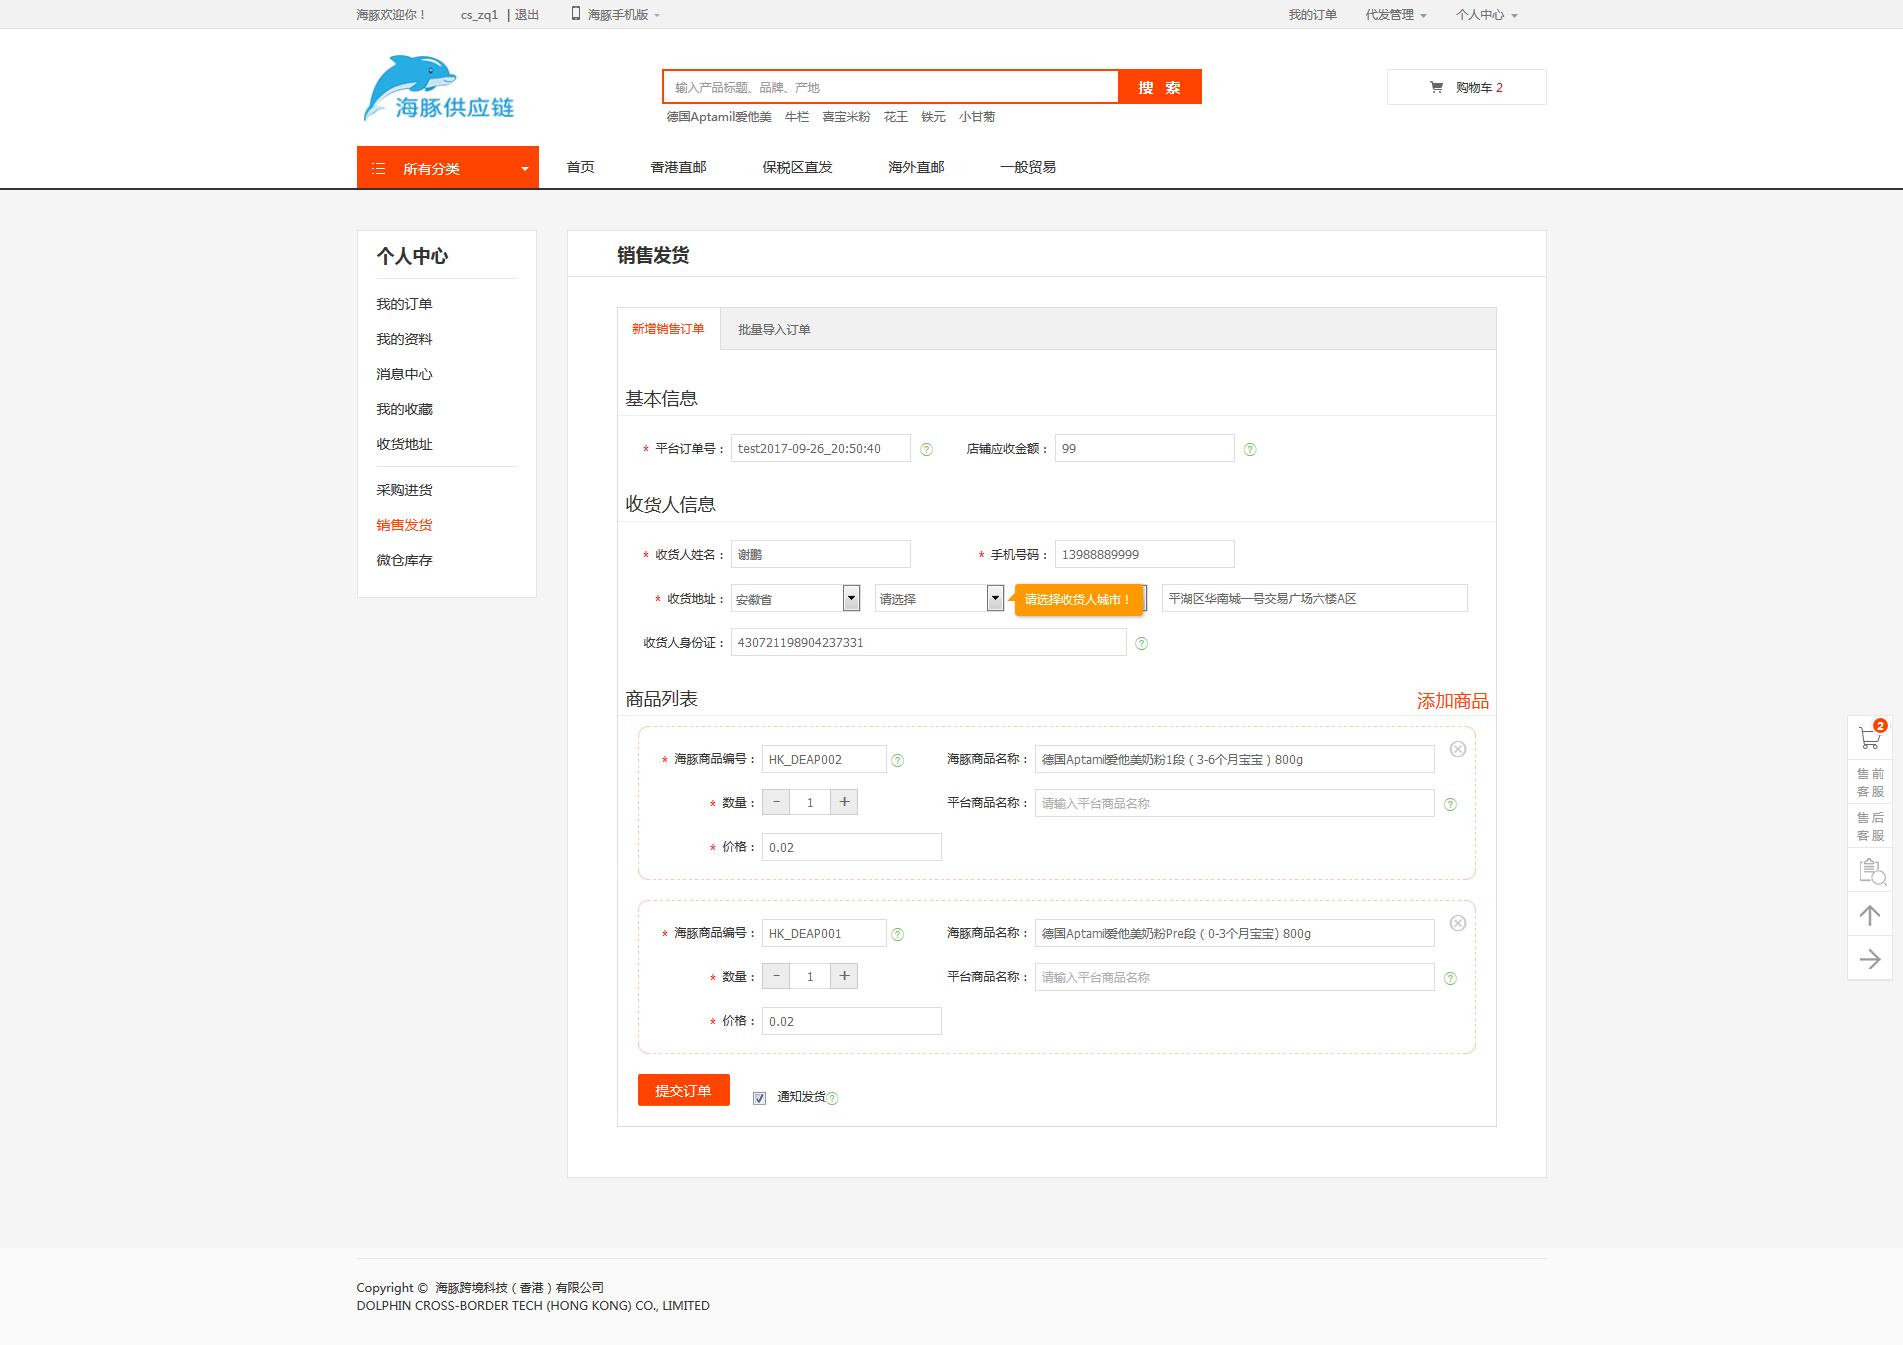 海豚欢迎你！ cs_zq1 | 退出 海豚手机版 我的订单 代发管理 个人中心
海豚供应链
输入产品标题、品牌、产地 搜 索
购物车 2
德国Aptamil爱他美 牛栏 喜宝米粉 花王 铁元 小甘菊
所有分类 首页 香港直邮 保税区直发 海外直邮 一般贸易
个人中心
我的订单
我的资料
消息中心
我的收藏
收货地址
采购进货
销售发货
微仓库存
销售发货
新增销售订单 批量导入订单
基本信息
* 平台订单号： test2017-09-26_20:50:40 ? 店铺应收金额： 99 ?
收货人信息
* 收货人姓名： 谢鹏 * 手机号码： 13988889999
* 收货地址： 安徽省 请选择 请选择收货人城市！ 平湖区华南城一号交易广场六楼A区
收货人身份证： 430721198904237331 ?
商品列表 添加商品
* 海豚商品编号： HK_DEAP002 ? 海豚商品名称： 德国Aptamil爱他美奶粉1段（3-6个月宝宝）800g
* 数量： - 1 + 平台商品名称： 请输入平台商品名称 ?
* 价格： 0.02
* 海豚商品编号： HK_DEAP001 ? 海豚商品名称： 德国Aptamil爱他美奶粉Pre段（0-3个月宝宝）800g
* 数量： - 1 + 平台商品名称： 请输入平台商品名称 ?
* 价格： 0.02
提交订单 通知发货 ?
2
售前
客服
售后
客服
Copyright © 海豚跨境科技（香港）有限公司
DOLPHIN CROSS-BORDER TECH (HONG KONG) CO., LIMITED